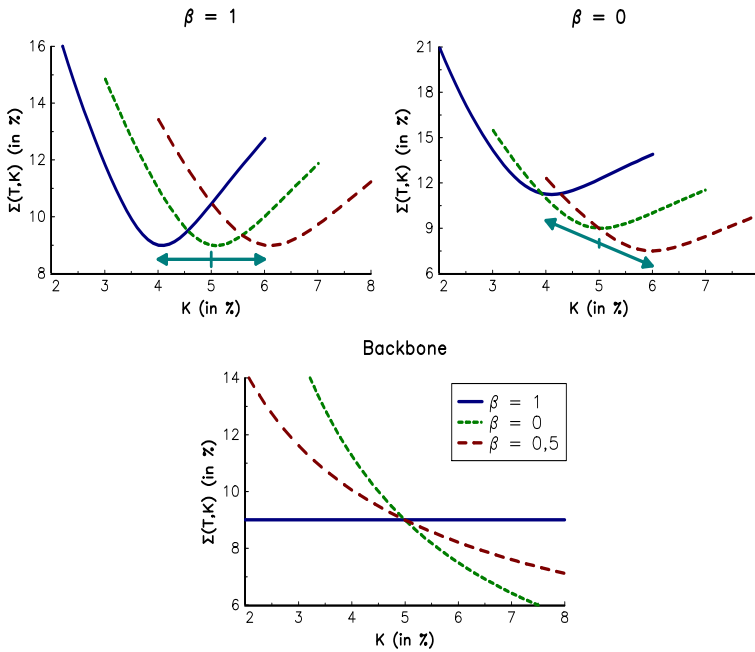 β = 1
16
14
12
10
8
Σ(T,K) (in %)
2 3 4 5 6 7 8
K (in %)
β = 0
21
18
15
12
9
6
Σ(T,K) (in %)
2 3 4 5 6 7
K (in %)
Backbone
14
12
10
8
6
Σ(T,K) (in %)
β = 1
β = 0
β = 0,5
2 3 4 5 6 7 8
K (in %)